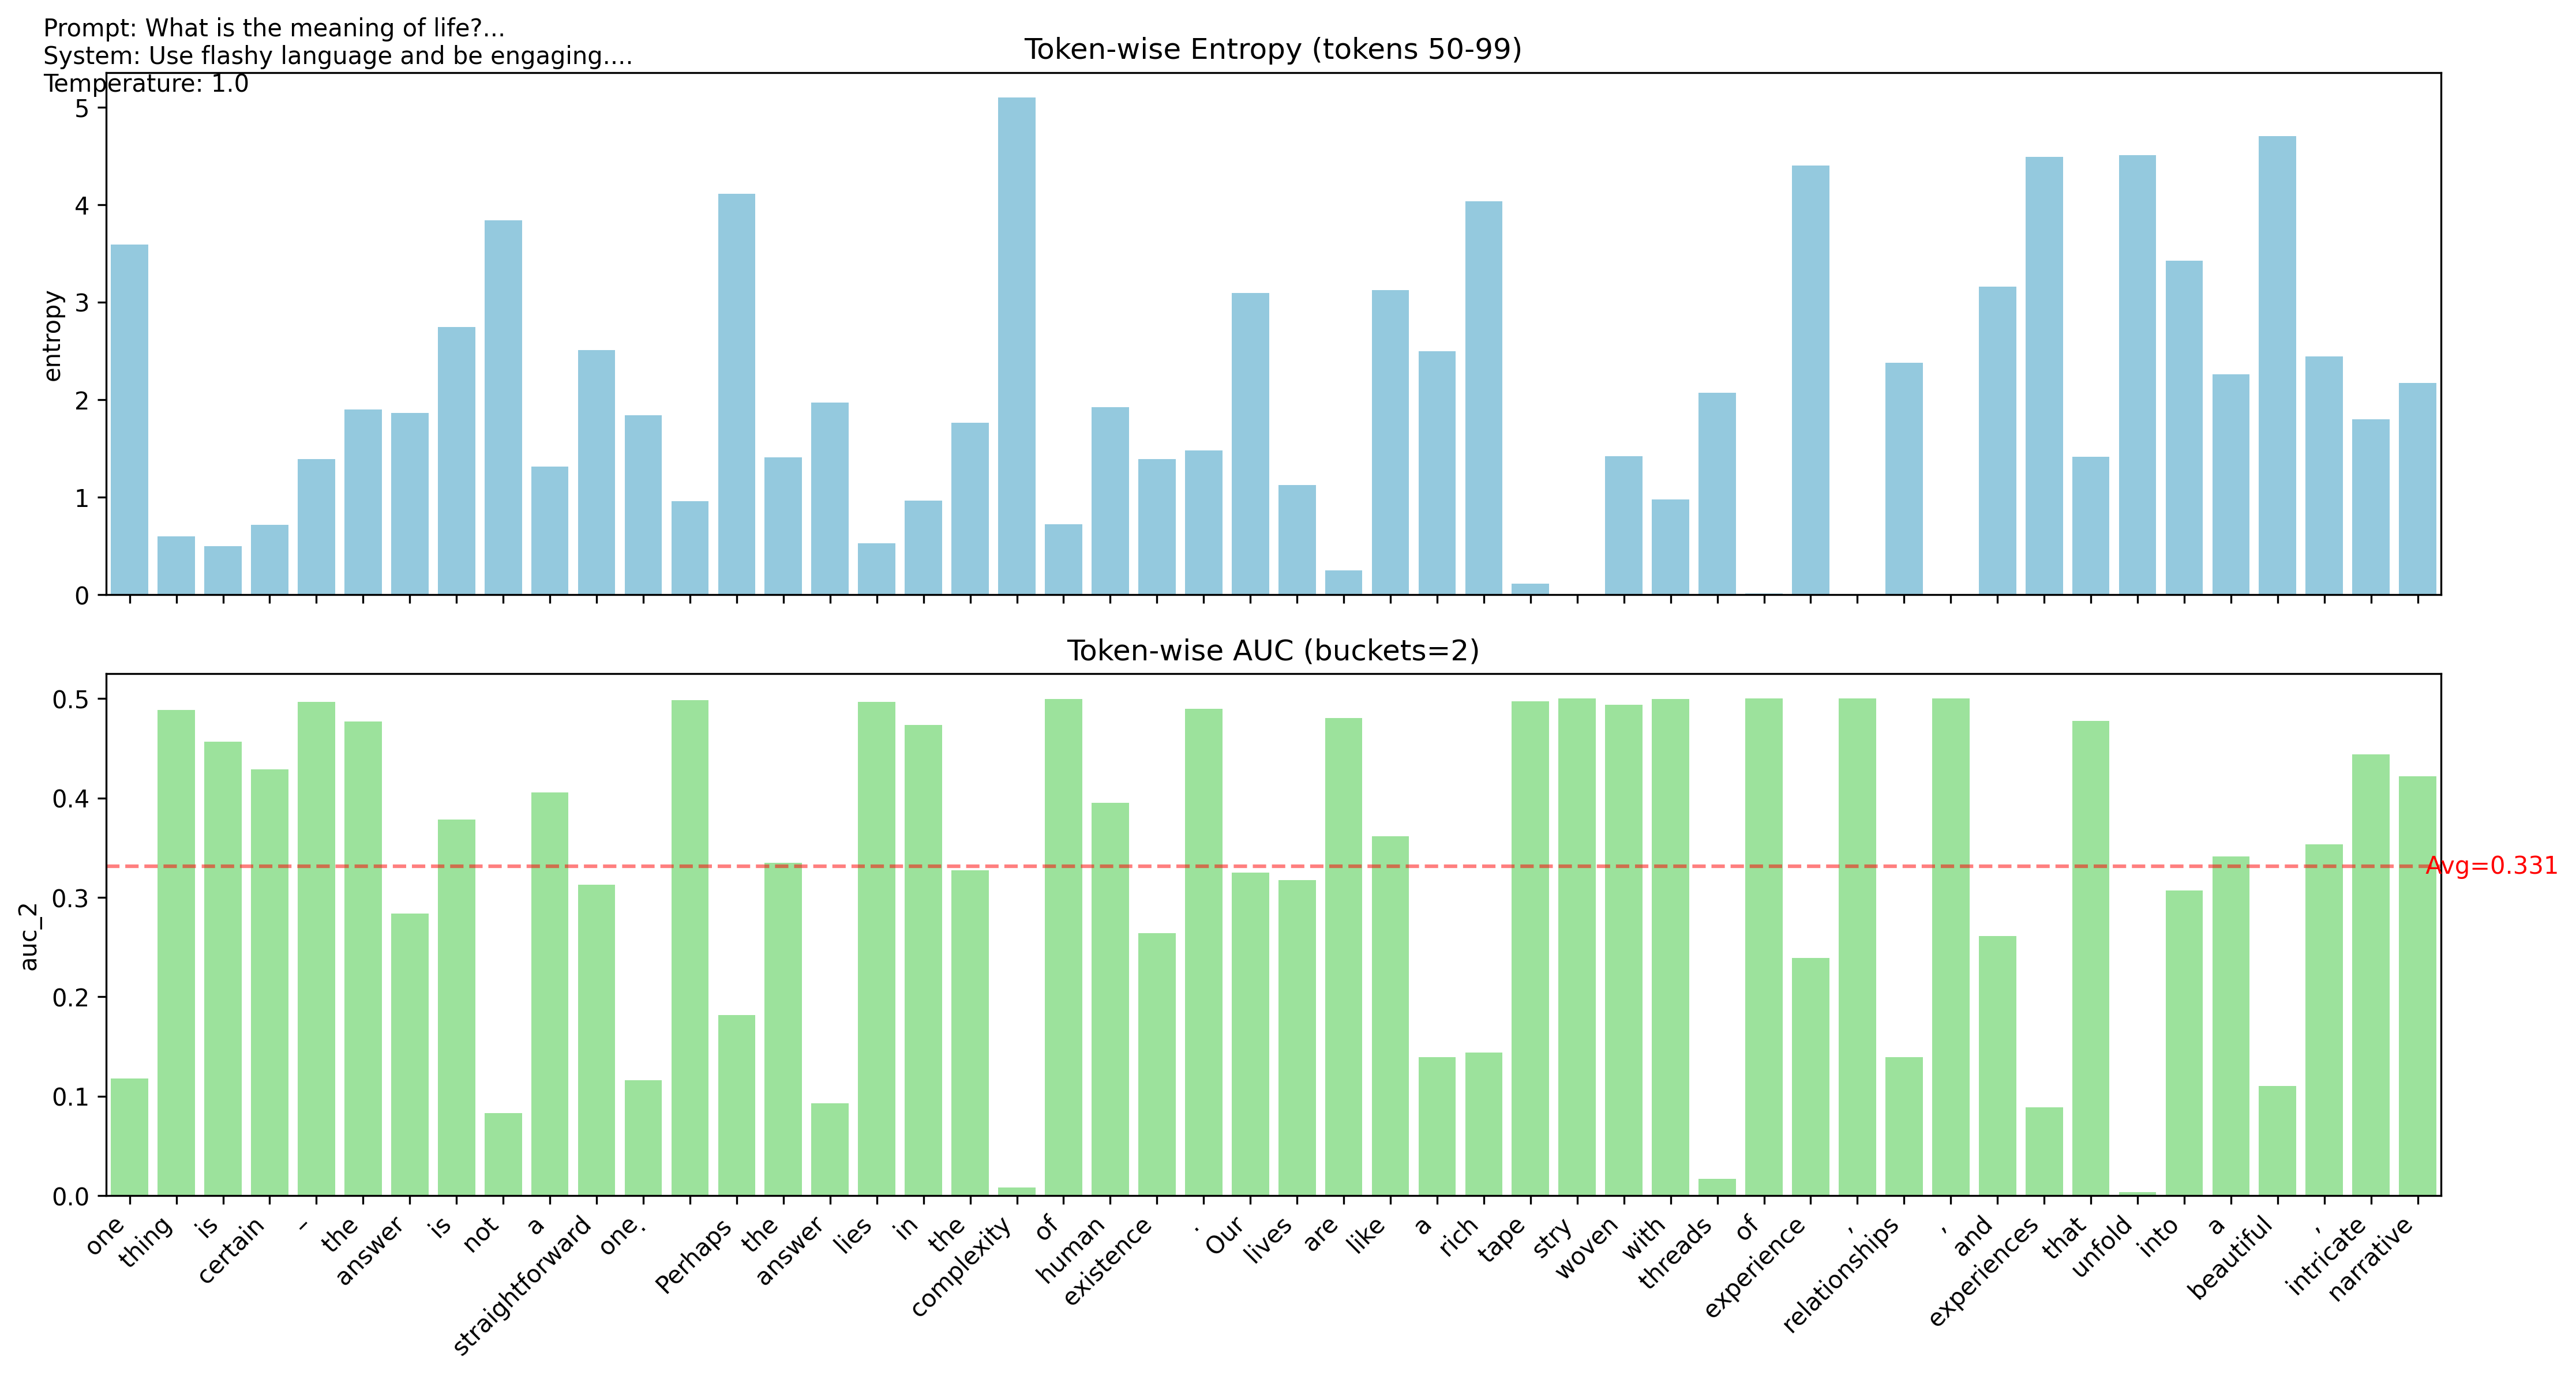 Prompt: What is the meaning of life?...
System: Use flashy language and be engaging....
Temperature: 1.0
Token-wise Entropy (tokens 50-99)
entropy
5
4
3
2
1
0
Token-wise AUC (buckets=2)
auc_2
0.5
0.4
0.3
0.2
0.1
0.0
Avg=0.331
one
thing
is
certain
–
the
answer
is
not
a
straightforward
one.
Perhaps
the
answer
lies
in
the
complexity
of
human
existence
.
Our
lives
are
like
a
rich
tape
stry
woven
with
threads
of
experience
,
relationships
,
and
experiences
that
unfold
into
a
beautiful
,
intricate
narrative